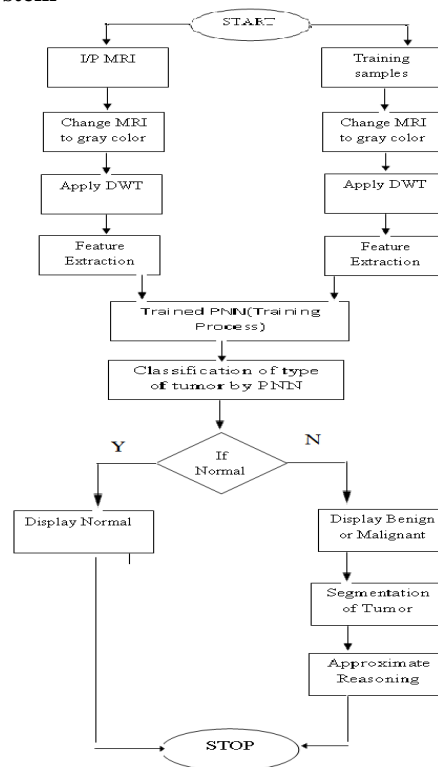 START
I/P MRI
Change MRI
to gray color
Apply DWT
Feature
Extraction
Training
samples
Change MRI
to gray color
Apply DWT
Feature
Extraction
Trained PNN(Training
Process)
Classification of type
of tumor by PNN
If
Normal
Y
N
Display Normal
Display Benign
or Malignant
Segmentation
of Tumor
Approximate
Reasoning
STOP